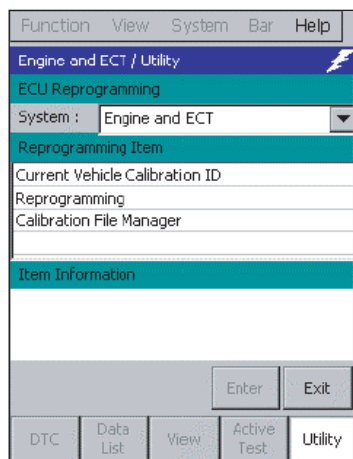 Function View System Bar Help
Engine and ECT / Utility
ECU Reprogramming
System : Engine and ECT
Reprogramming Item
Current Vehicle Calibration ID
Reprogramming
Calibration File Manager
Item Information
Enter Exit
DTC Data List View Active Test Utility